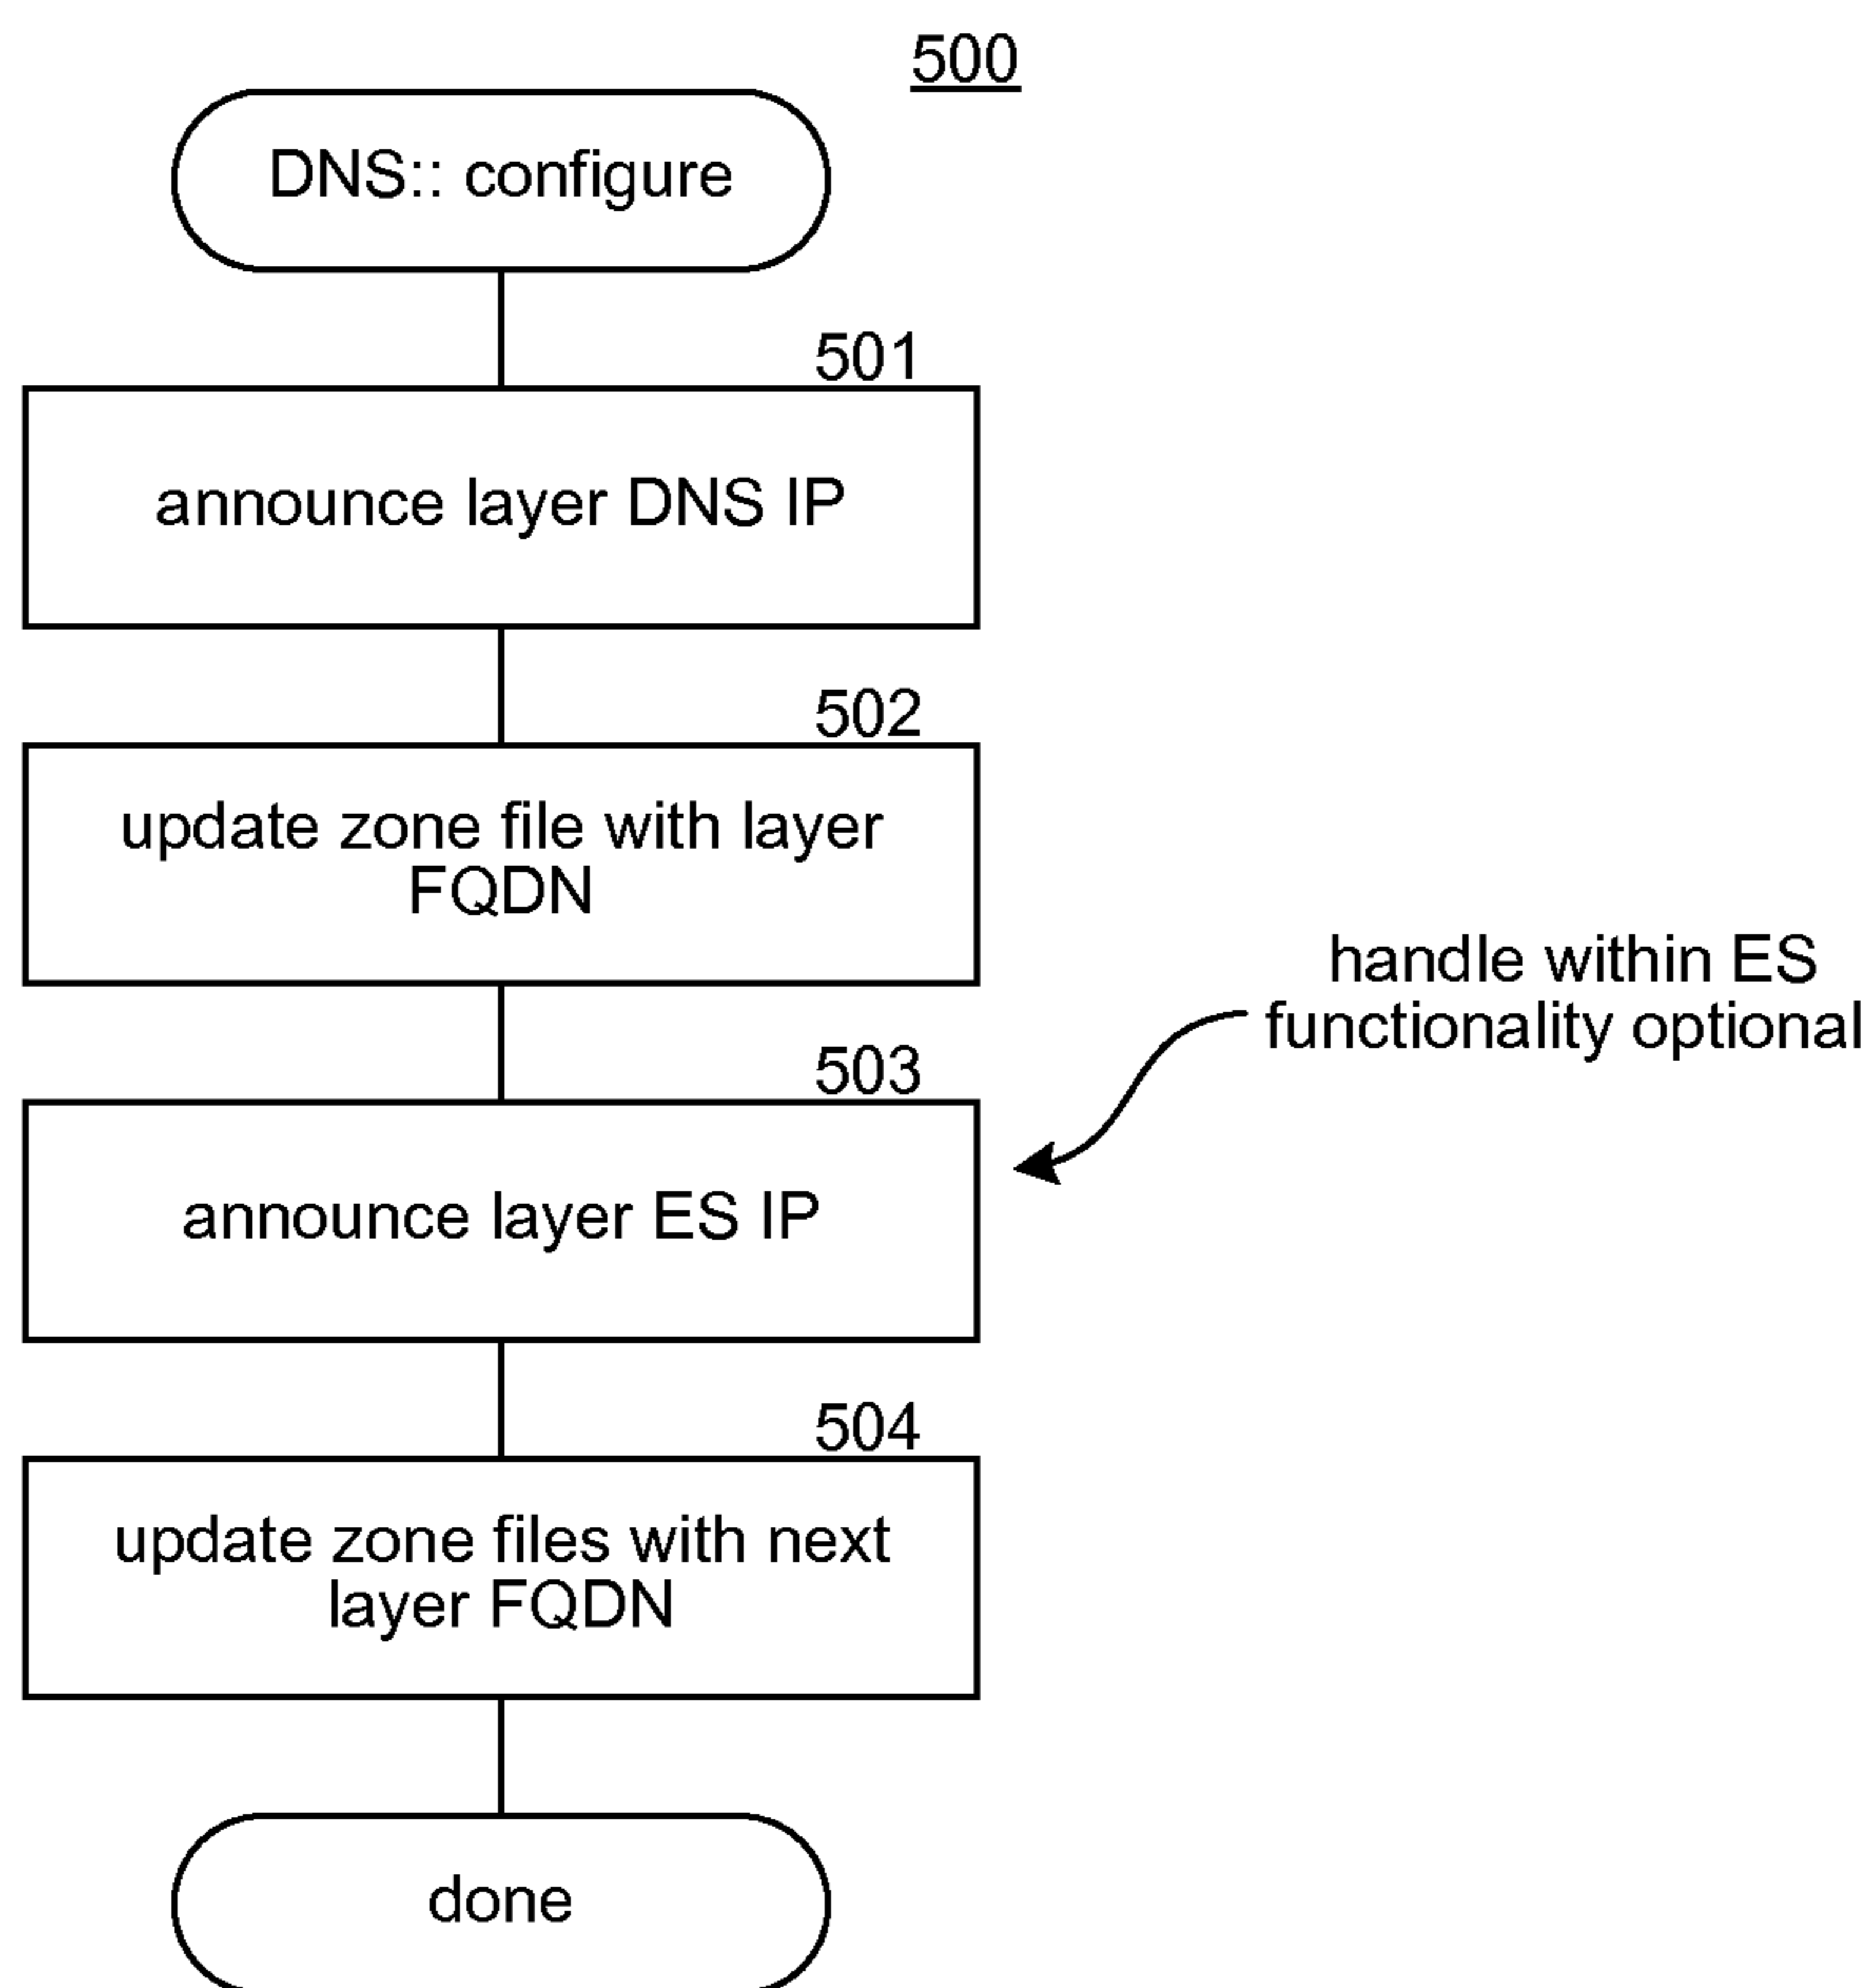 500
DNS:: configure
501
announce layer DNS IP
502
update zone file with layer
FQDN
handle within ES
functionality optional
503
announce layer ES IP
504
update zone files with next
layer FQDN
done